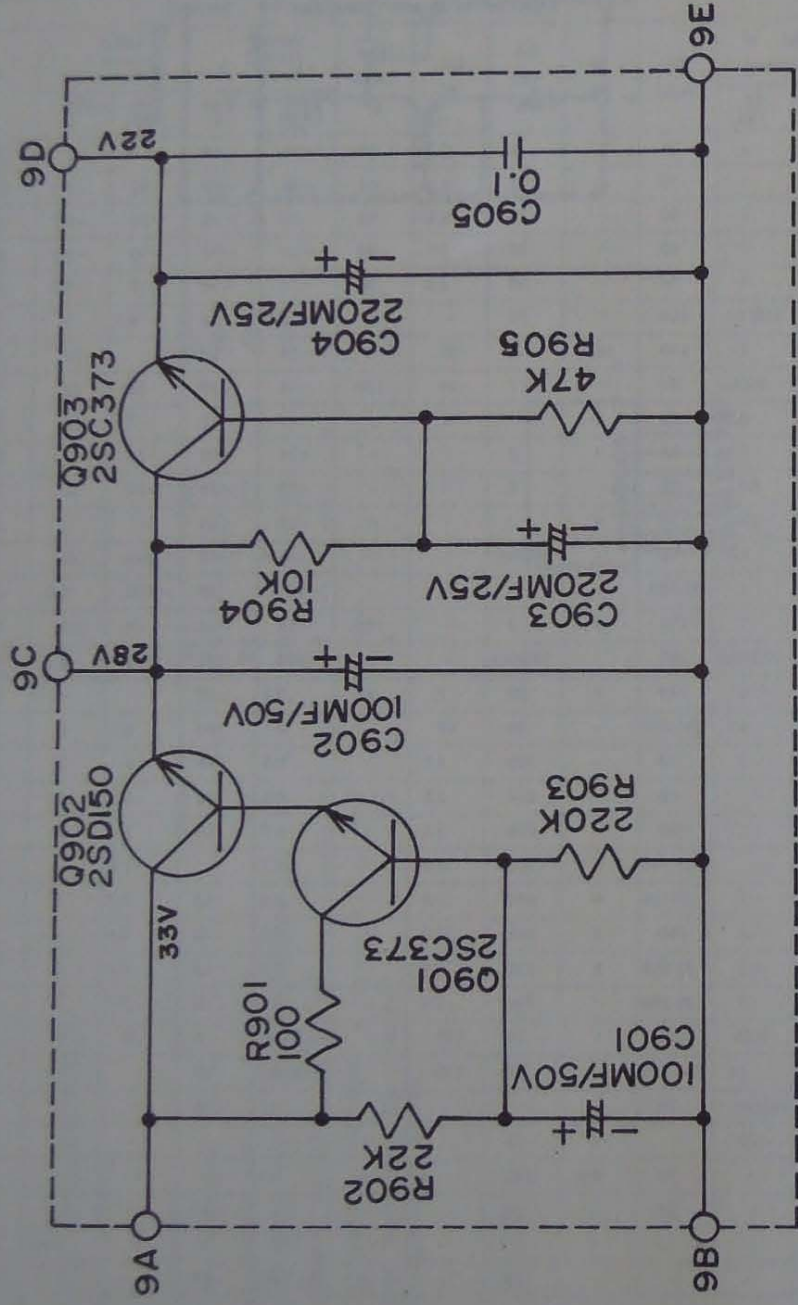 9A
9B
9C
9D
9E
33V
28V
22V
Q902
2SD150
Q903
2SC373
R901
100
R902
22K
Q901
2SC373
C901
100MF/50V
R903
220K
C902
100MF/50V
R904
10K
C903
220MF/25V
R905
47K
C904
220MF/25V
C905
0.1
+
-
+
-
+
-
+
-